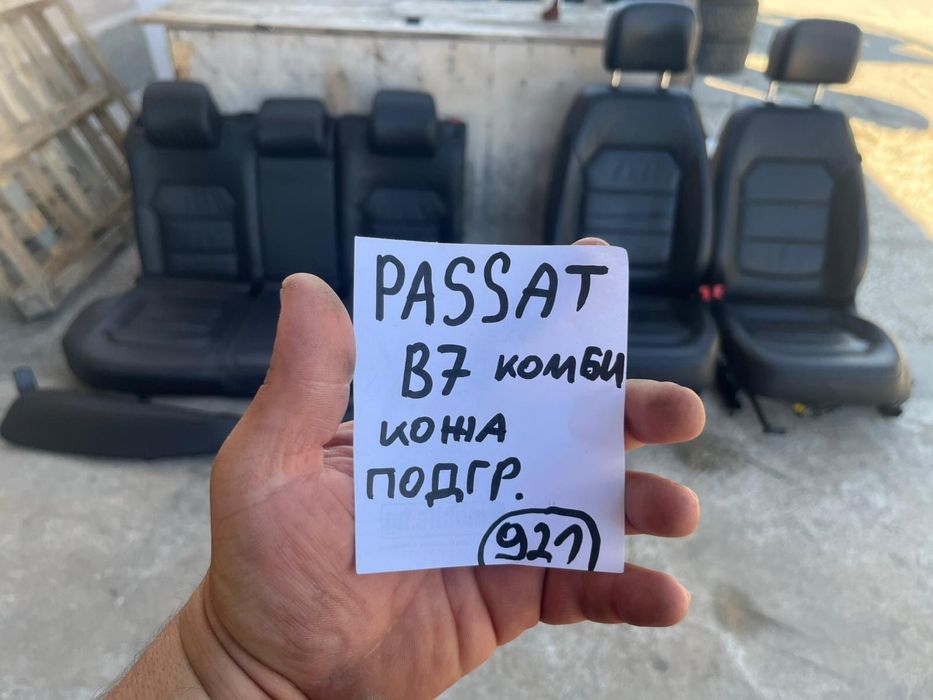 PASSAT
B7 комби
кожа
подгр.
921